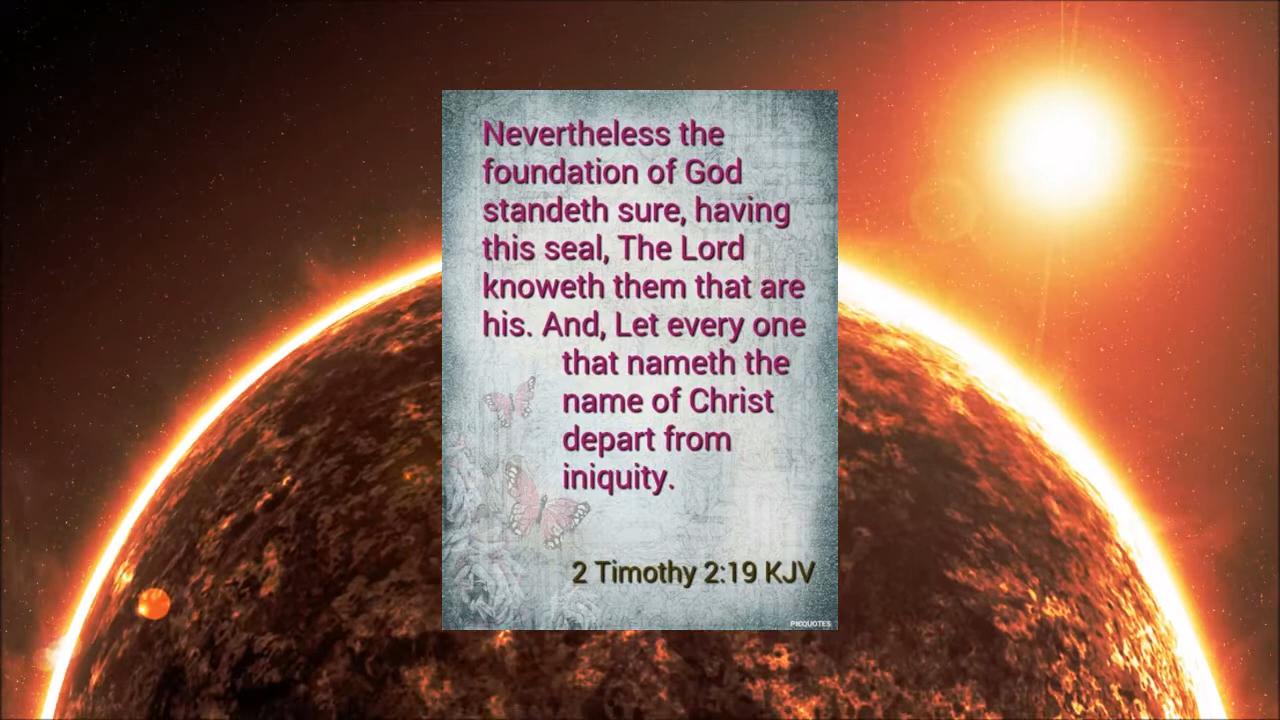 Nevertheless the
foundation of God
standeth sure, having
this seal, The Lord
knoweth them that are
his. And, Let every one
that nameth the
name of Christ
depart from
iniquity.
2 Timothy 2:19 KJV
PICQUOTES